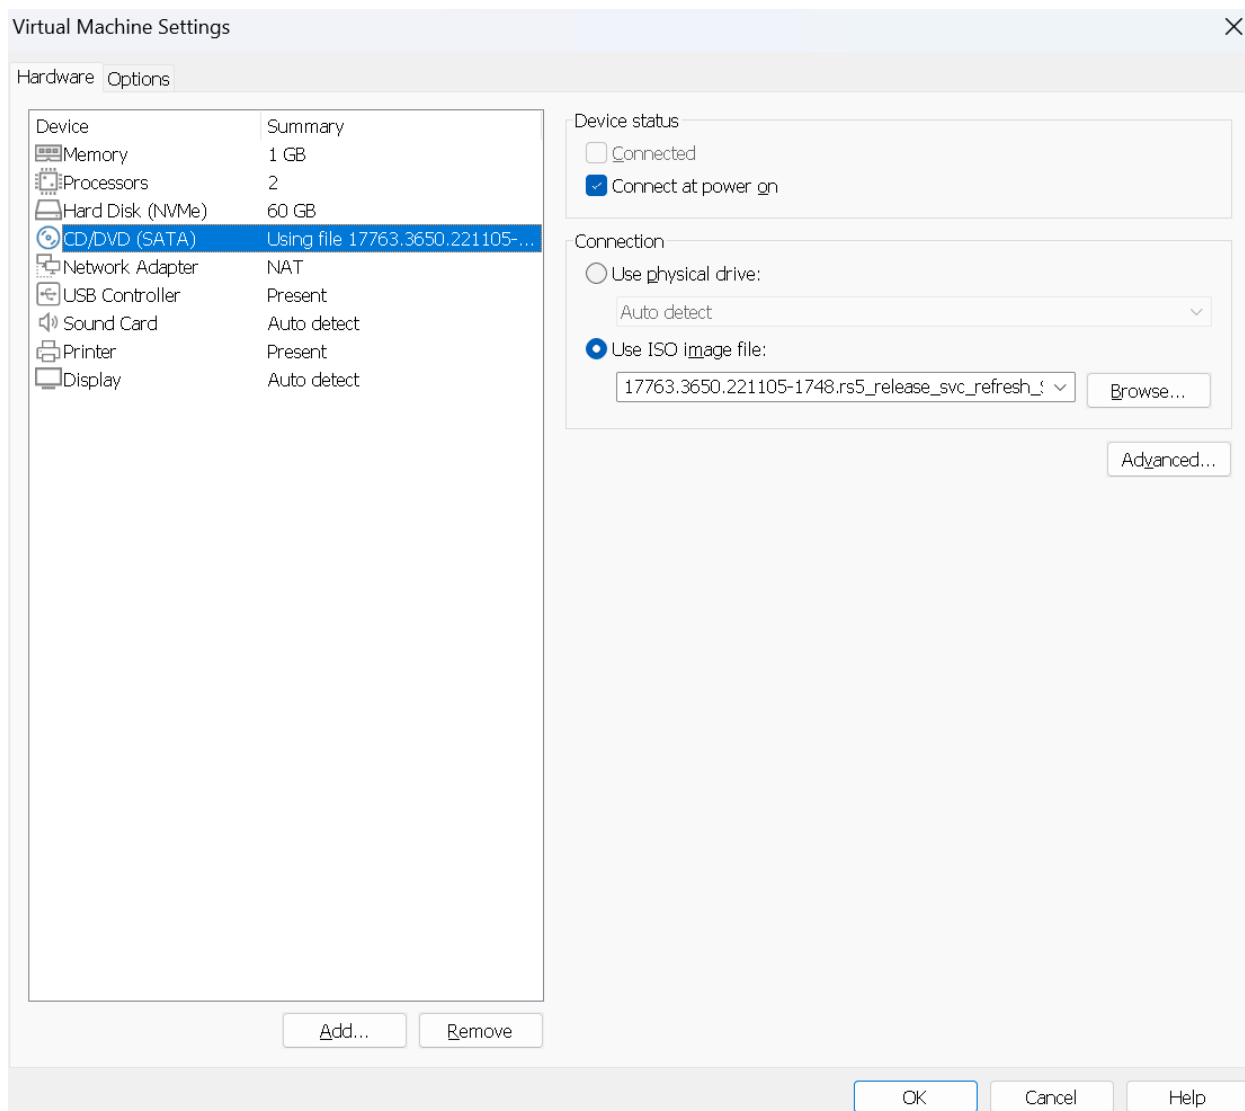 Virtual Machine Settings
Hardware Options
Device Summary
Memory 1 GB
Processors 2
Hard Disk (NVMe) 60 GB
CD/DVD (SATA) Using file 17763.3650.221105-...
Network Adapter NAT
USB Controller Present
Sound Card Auto detect
Printer Present
Display Auto detect
Add... Remove
Device status
Connected
Connect at power on
Connection
Use physical drive:
Auto detect
Use ISO image file:
17763.3650.221105-1748.rs5_release_svc_refresh_
Browse...
Advanced...
OK Cancel Help